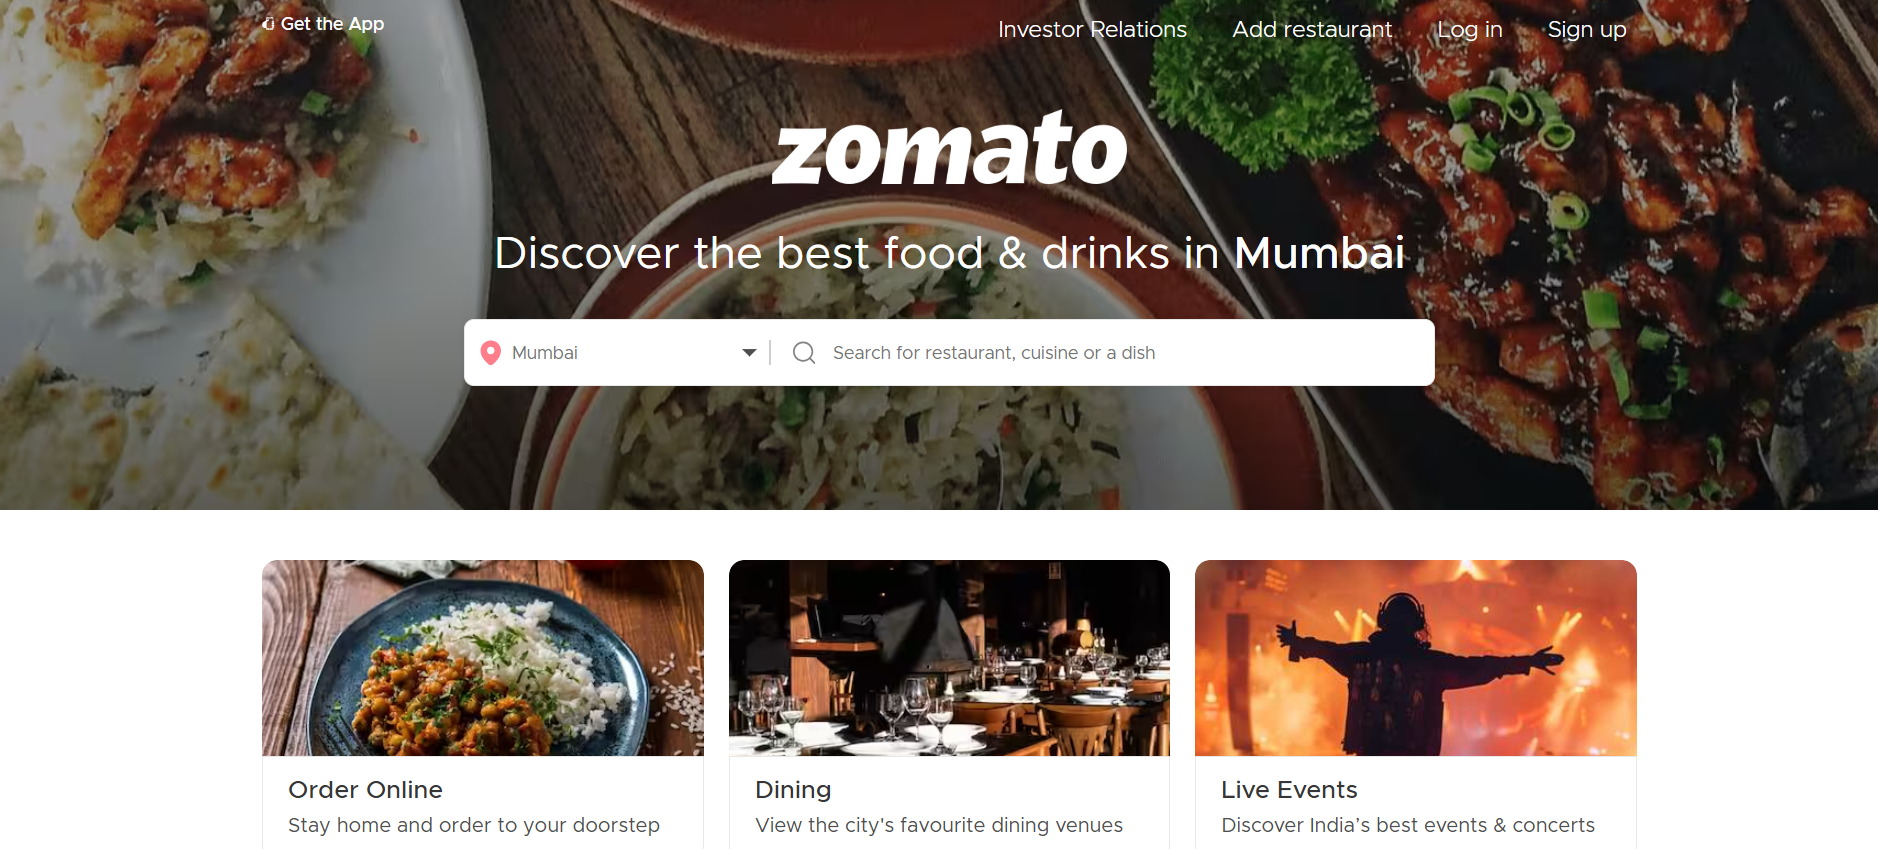 Get the App
Investor Relations
Add restaurant
Log in
Sign up
zomato
Discover the best food & drinks in Mumbai
Mumbai
Search for restaurant, cuisine or a dish
Order Online
Stay home and order to your doorstep
Dining
View the city's favourite dining venues
Live Events
Discover India’s best events & concerts